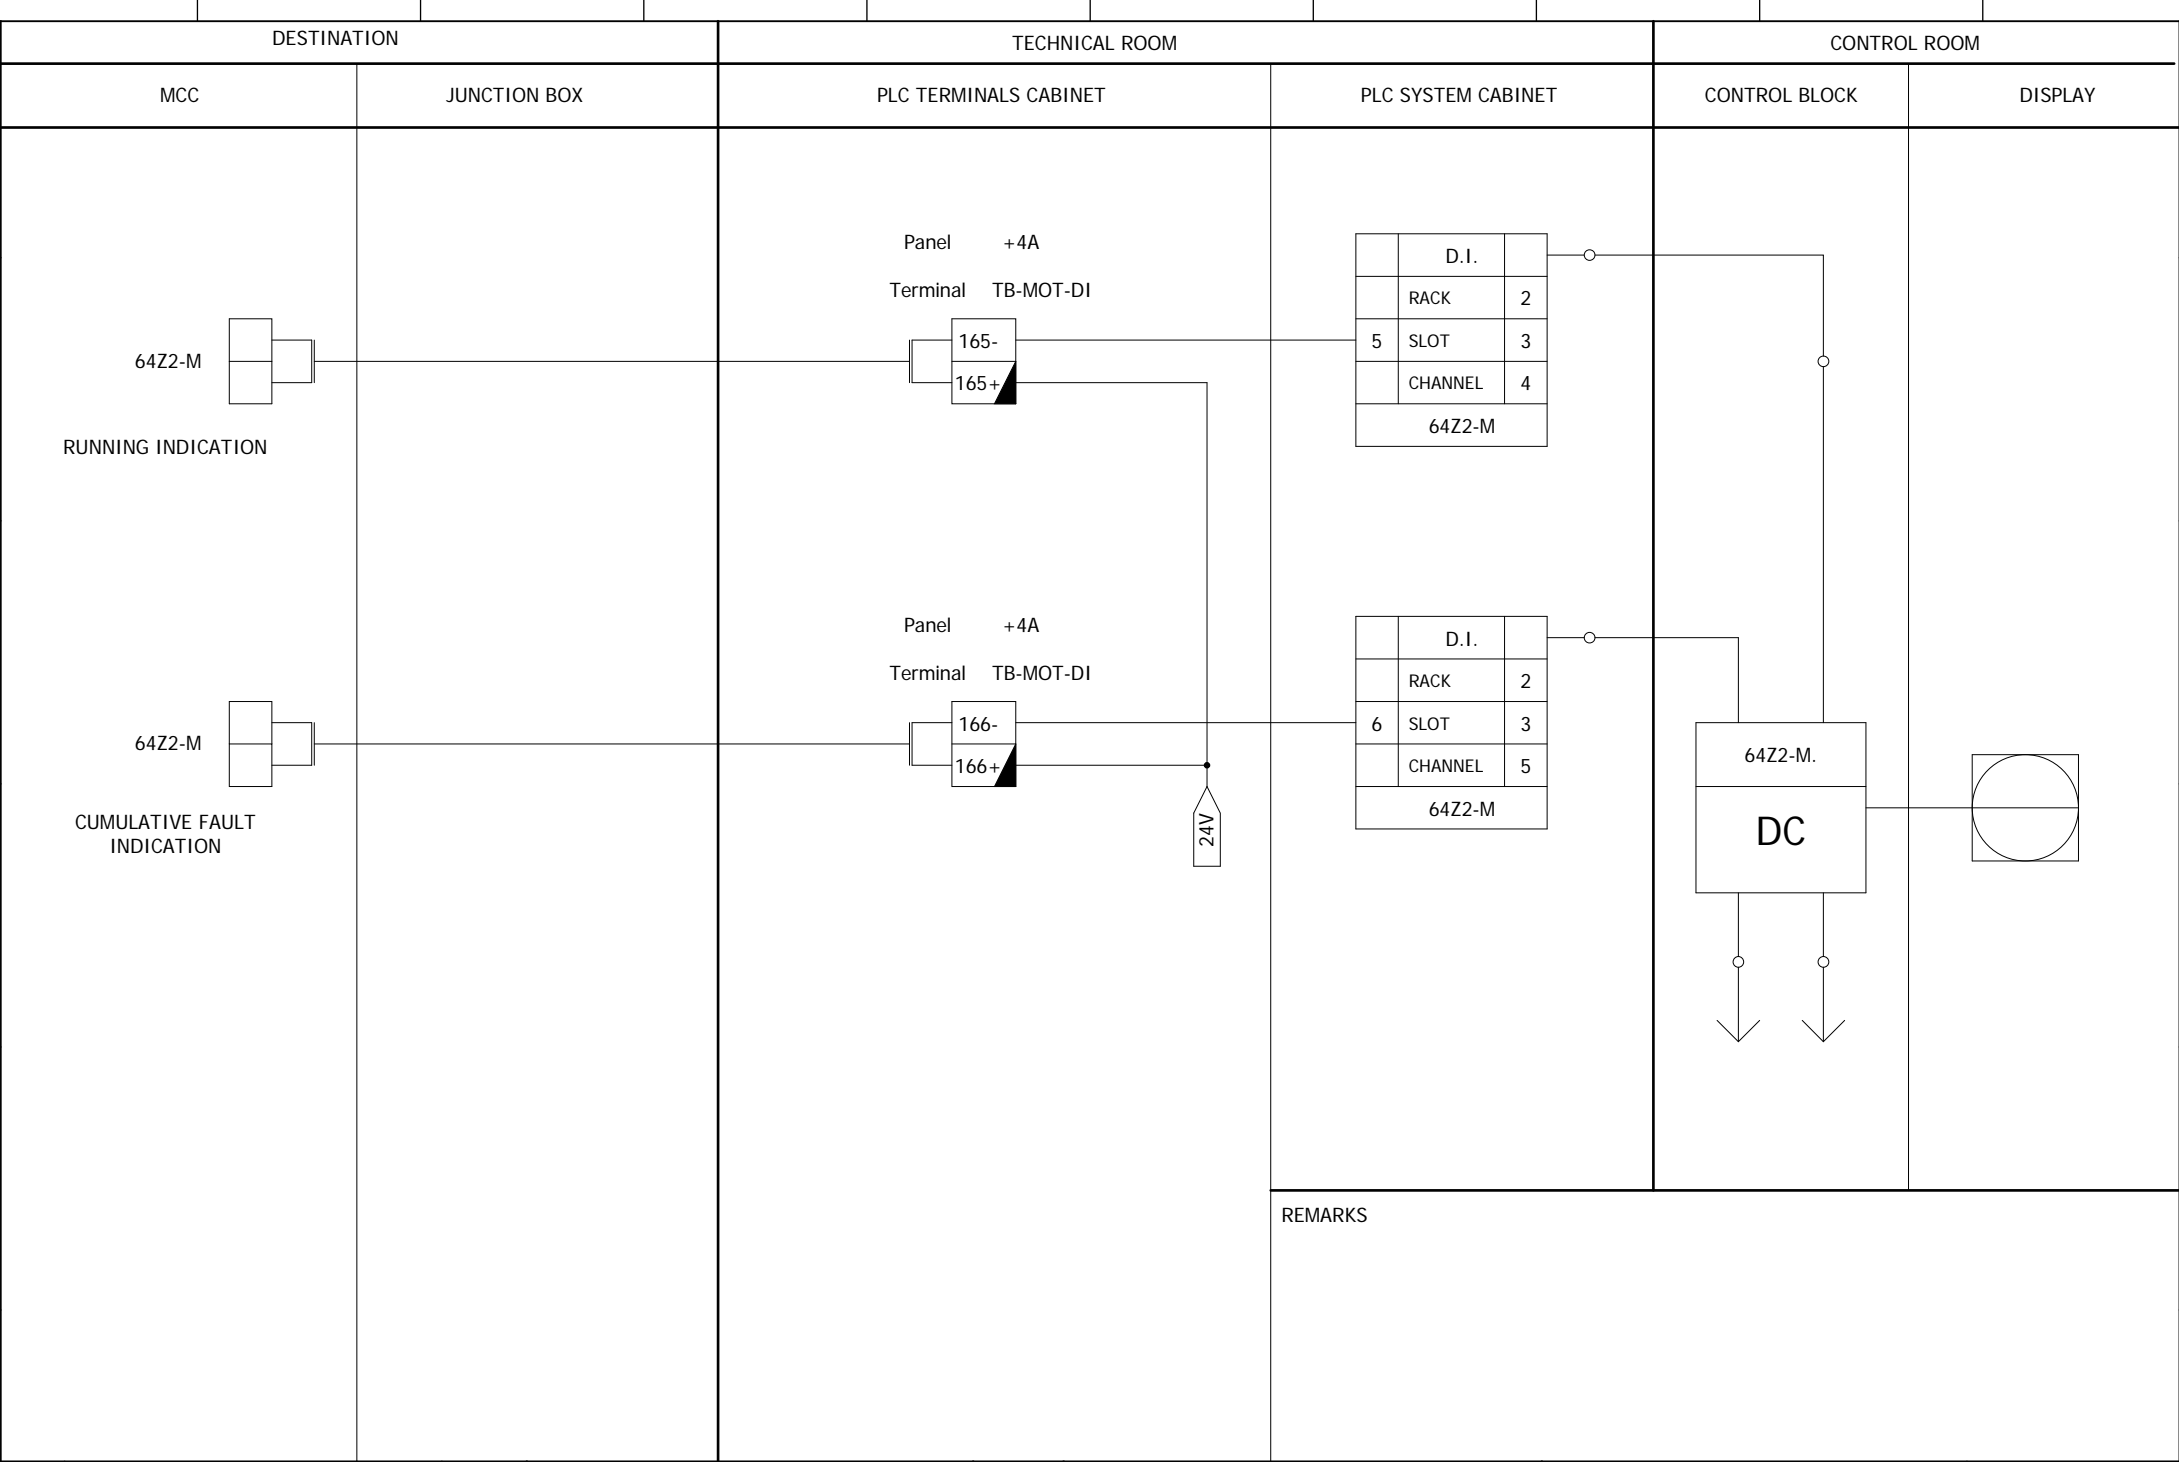 DESTINATION
TECHNICAL ROOM
CONTROL ROOM
MCC
JUNCTION BOX
PLC TERMINALS CABINET
PLC SYSTEM CABINET
CONTROL BLOCK
DISPLAY
64Z2-M
RUNNING INDICATION
Panel +4A
Terminal TB-MOT-DI
165-
165+
D.I.
RACK 2
5 SLOT 3
CHANNEL 4
64Z2-M
64Z2-M
CUMULATIVE FAULT
INDICATION
Panel +4A
Terminal TB-MOT-DI
166-
166+
24V
D.I.
RACK 2
6 SLOT 3
CHANNEL 5
64Z2-M
64Z2-M.
DC
REMARKS